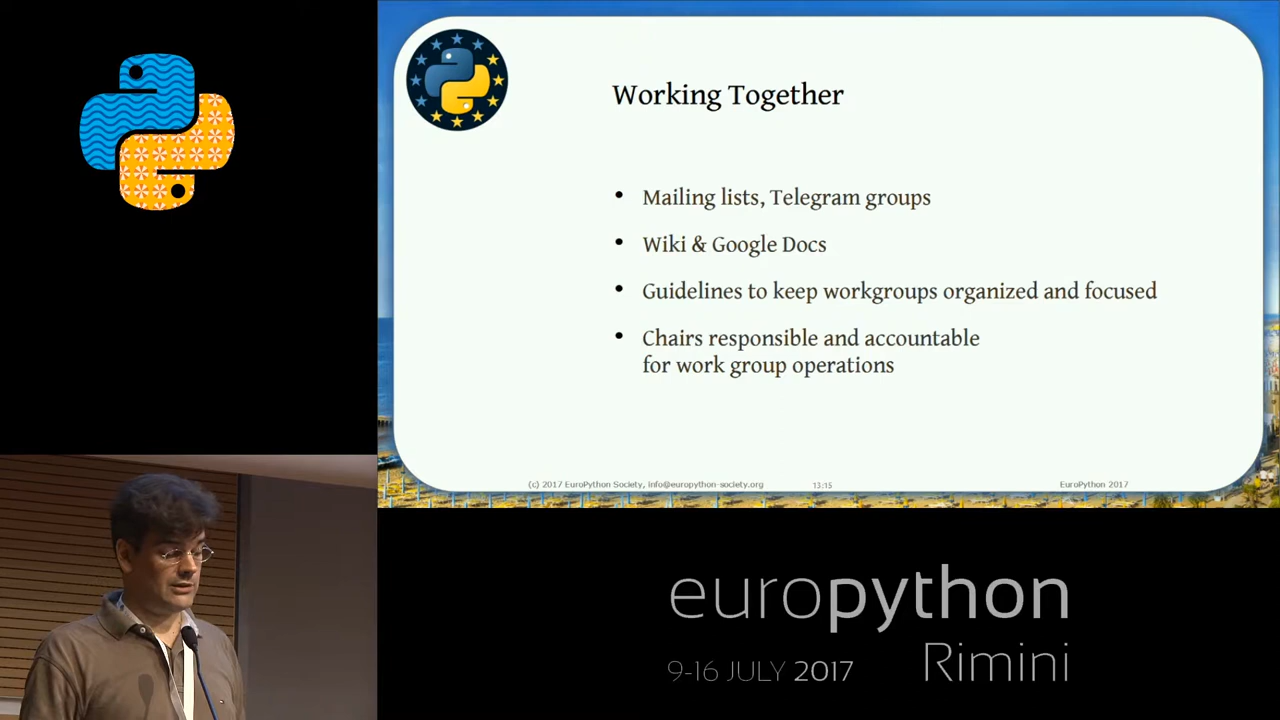 Working Together
• Mailing lists, Telegram groups
• Wiki & Google Docs
• Guidelines to keep workgroups organized and focused
• Chairs responsible and accountable
for work group operations
(c) 2017 EuroPython Society, info@europython-society.org 13:15 EuroPython 2017
europython
Rimini
9-16 JULY 2017